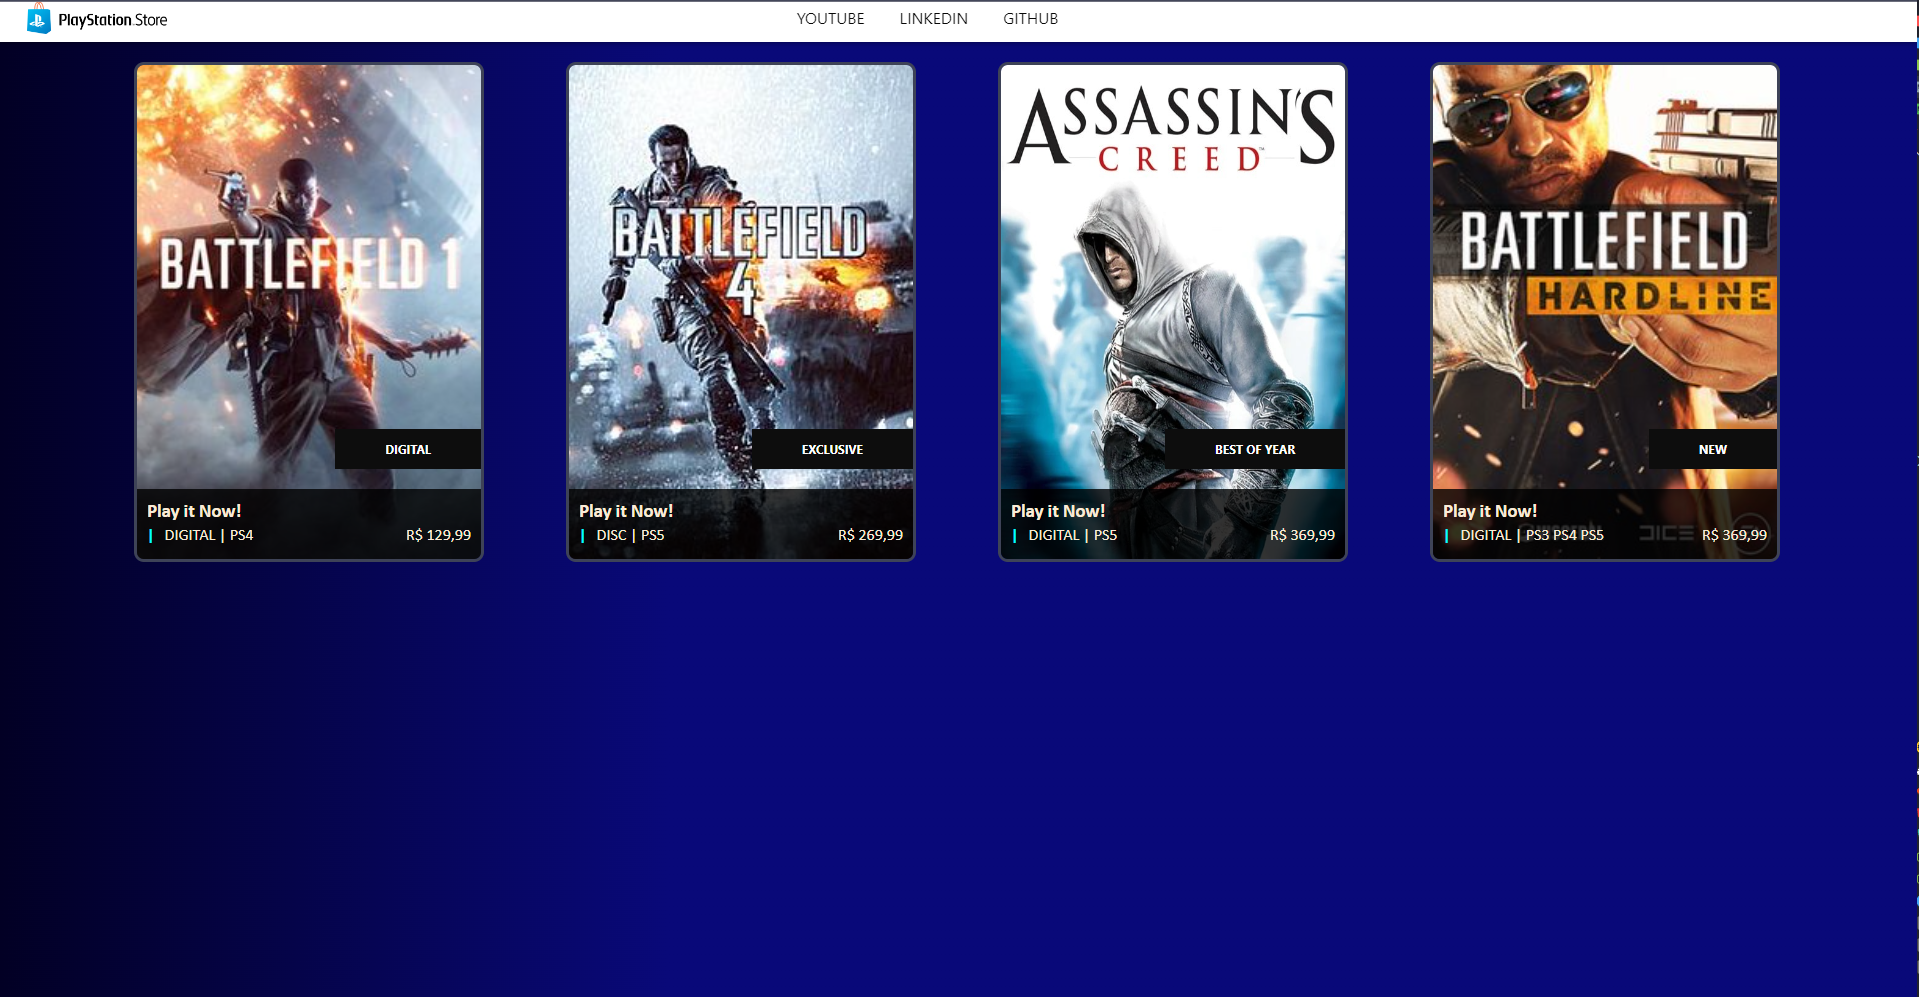 PlayStation.Store
YOUTUBE LINKEDIN GITHUB
BATTLEFIELD 1
DIGITAL
Play it Now!
| DIGITAL | PS4 R$ 129,99
BATTLEFIELD
4
EXCLUSIVE
Play it Now!
| DISC | PS5 R$ 269,99
ASSASSIN'S
CREED™
BEST OF YEAR
Play it Now!
| DIGITAL | PS5 R$ 369,99
BATTLEFIELD™
HARDLINE
NEW
Play it Now!
DICE
| DIGITAL | PS3 PS4 PS5 R$ 369,99